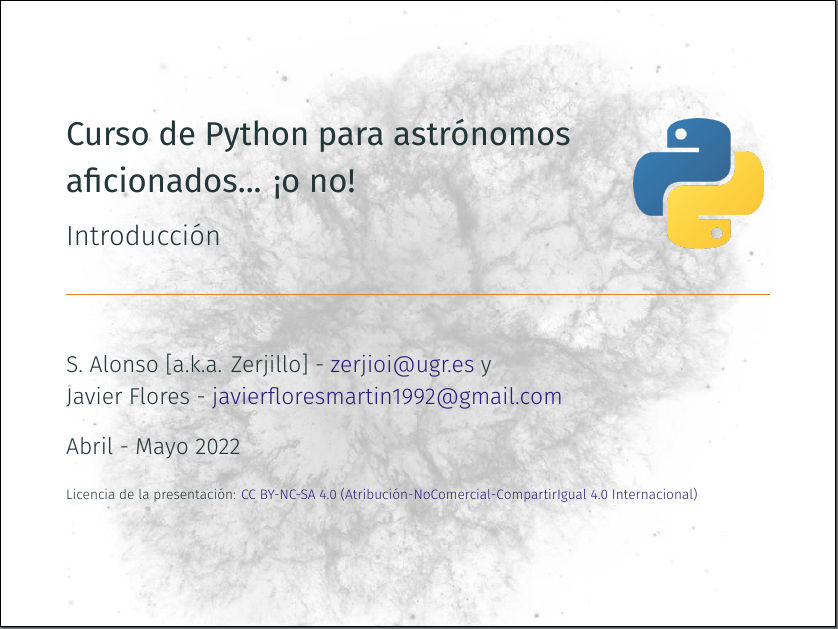 Curso de Python para astrónomos
aficionados... ¡o no!
Introducción
S. Alonso [a.k.a. Zerjillo] - zerjioi@ugr.es y
Javier Flores - javierfloresmartin1992@gmail.com
Abril - Mayo 2022
Licencia de la presentación: CC BY-NC-SA 4.0 (Atribución-NoComercial-CompartirIgual 4.0 Internacional)